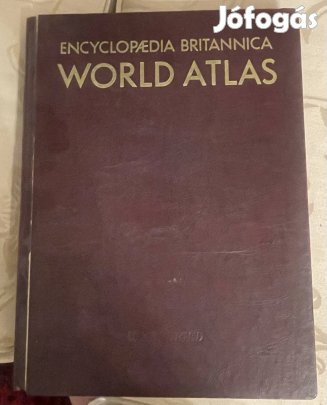 Jófogás
ENCYCLOPÆDIA BRITANNICA
WORLD ATLAS